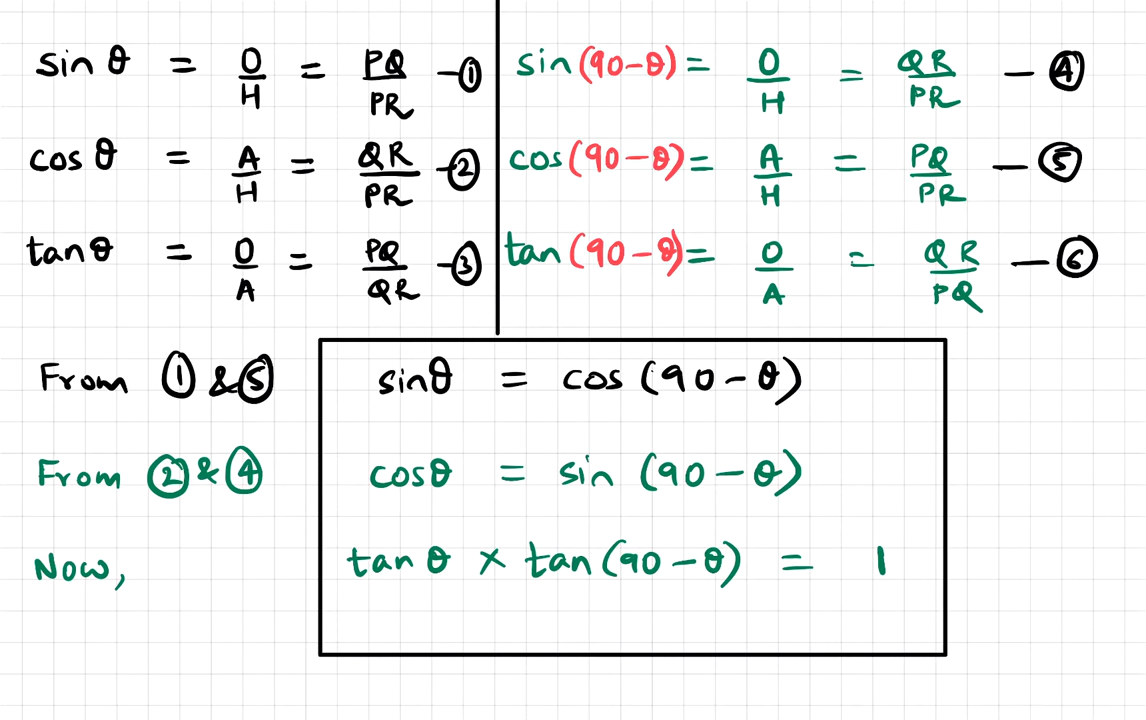 sin θ = O/H = PQ/PR – ①
cos θ = A/H = QR/PR – ②
tan θ = O/A = PQ/QR – ③
sin (90 – θ) = O/H = QR/PR – ④
cos (90 – θ) = A/H = PQ/PR – ⑤
tan (90 – θ) = O/A = QR/PQ – ⑥
From ① & ⑤ sin θ = cos (90 – θ)
From ② & ④ cos θ = sin (90 – θ)
Now, tan θ × tan (90 – θ) = 1